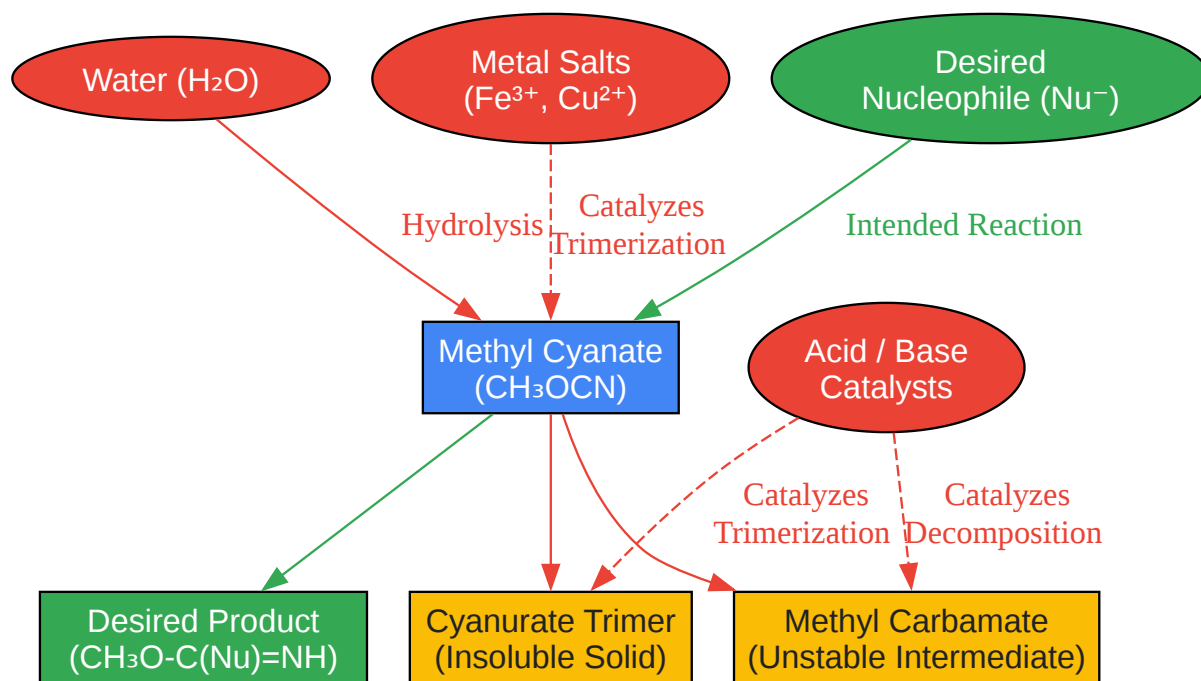 Water (H₂O)
Metal Salts
(Fe³⁺, Cu²⁺)
Desired
Nucleophile (Nu⁻)
Hydrolysis
Catalyzes
Trimerization
Intended Reaction
Methyl Cyanate
(CH₃OCN)
Acid / Base
Catalysts
Catalyzes
Trimerization
Catalyzes
Decomposition
Desired Product
(CH₃O-C(Nu)=NH)
Cyanurate Trimer
(Insoluble Solid)
Methyl Carbamate
(Unstable Intermediate)